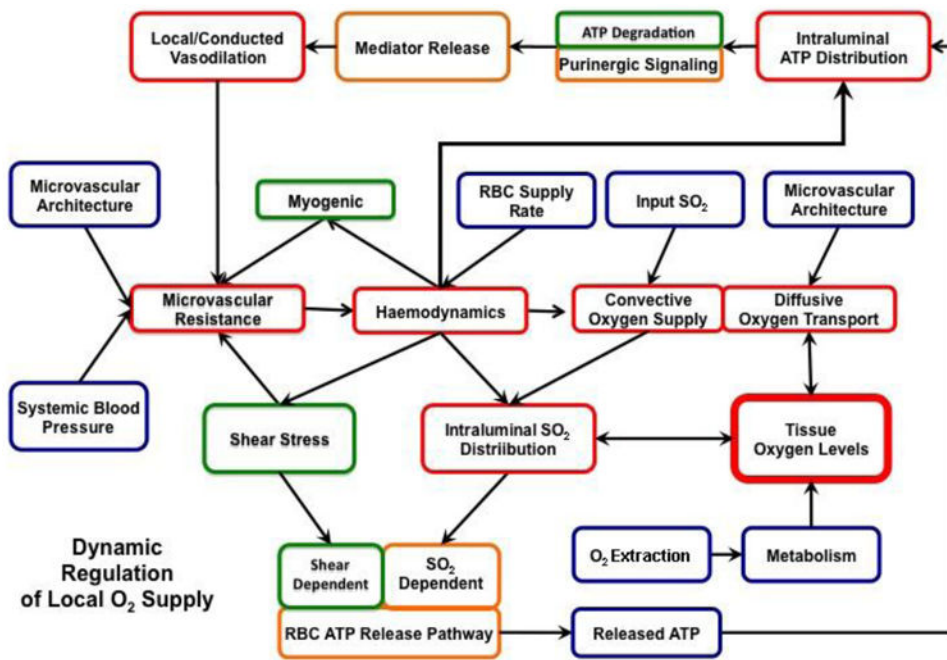 Local/Conducted
Vasodilation
Mediator Release
ATP Degradation
Purinergic Signaling
Intraluminal
ATP Distribution
Microvascular
Architecture
Myogenic
RBC Supply
Rate
Input SO₂
Microvascular
Architecture
Microvascular
Resistance
Haemodynamics
Convective
Oxygen Supply
Diffusive
Oxygen Transport
Systemic Blood
Pressure
Shear Stress
Intraluminal SO₂
Distriibution
Tissue
Oxygen Levels
Dynamic
Regulation
of Local O₂ Supply
Shear
Dependent
SO₂
Dependent
O₂ Extraction
Metabolism
RBC ATP Release Pathway
Released ATP